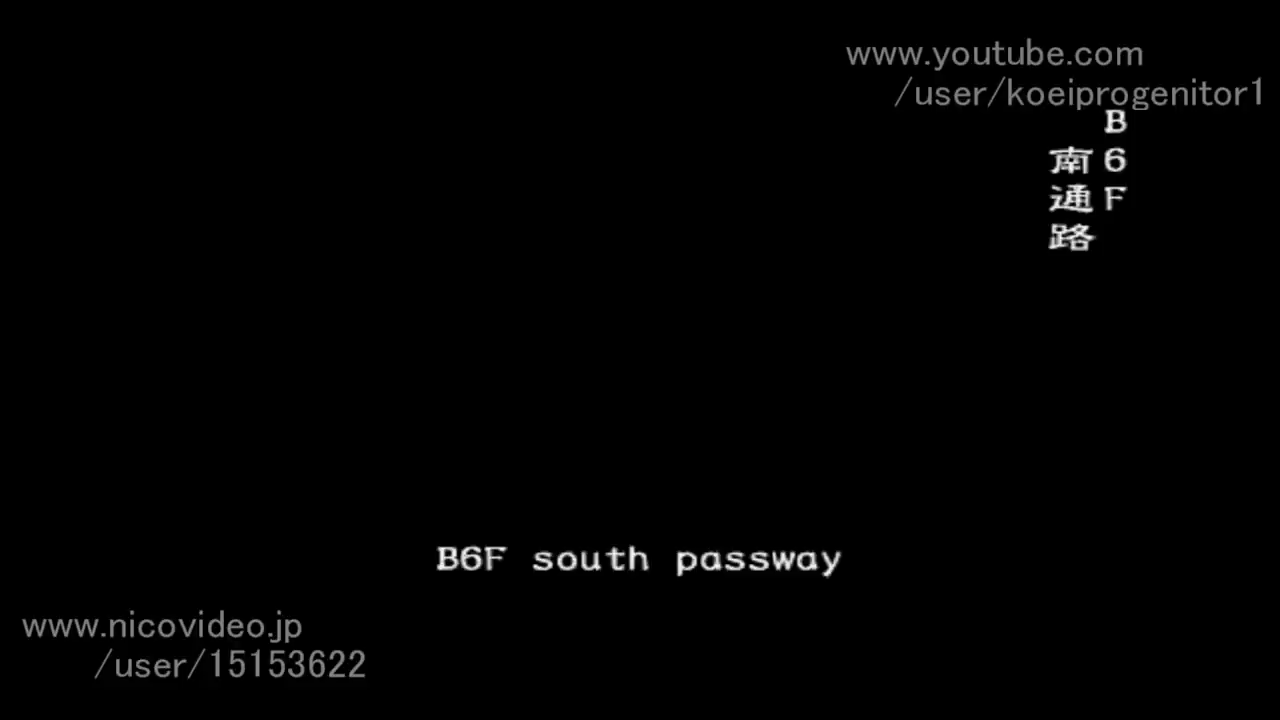 www.youtube.com
/user/koeiprogenitor1
B6F
南通路
B6F south passway
www.nicovideo.jp
/user/15153622